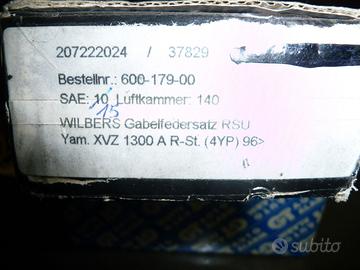 207222024 / 37829
Bestellnr.: 600-179-00
SAE: 10 Luftkammer: 140
15
WILBERS Gabelfedersatz RSU
Yam. XVZ 1300 A R-St. (4YP) 96>
subito